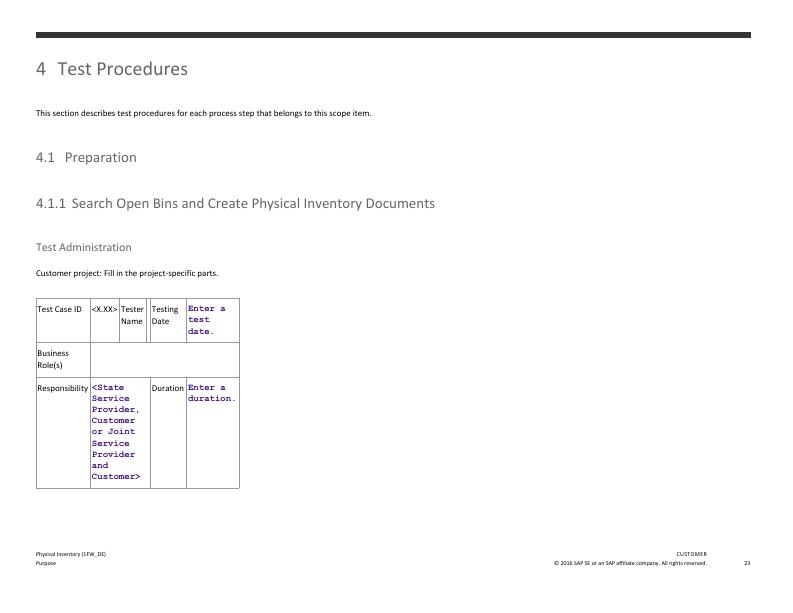 4 Test Procedures
This section describes test procedures for each process step that belongs to this scope item.
4.1 Preparation
4.1.1 Search Open Bins and Create Physical Inventory Documents
Test Administration
Customer project: Fill in the project-specific parts.
Test Case ID <X.XX> Tester Name Testing Date Enter a test date.
Business Role(s)
Responsibility <State Service Provider, Customer or Joint Service Provider and Customer> Duration Enter a duration.
Physical Inventory (1FW_DE) CUSTOMER
Purpose © 2016 SAP SE or an SAP affiliate company. All rights reserved. 23